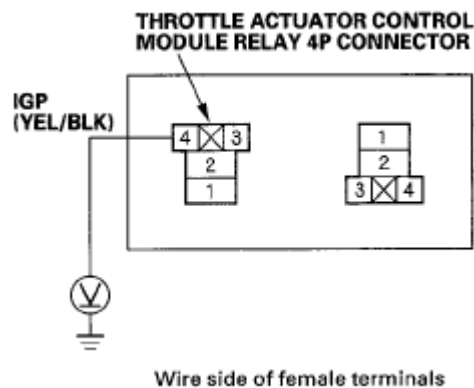 THROTTLE ACTUATOR CONTROL
MODULE RELAY 4P CONNECTOR
IGP
(YEL/BLK)
4 3
2
1
1
2
3 4
V
Wire side of female terminals